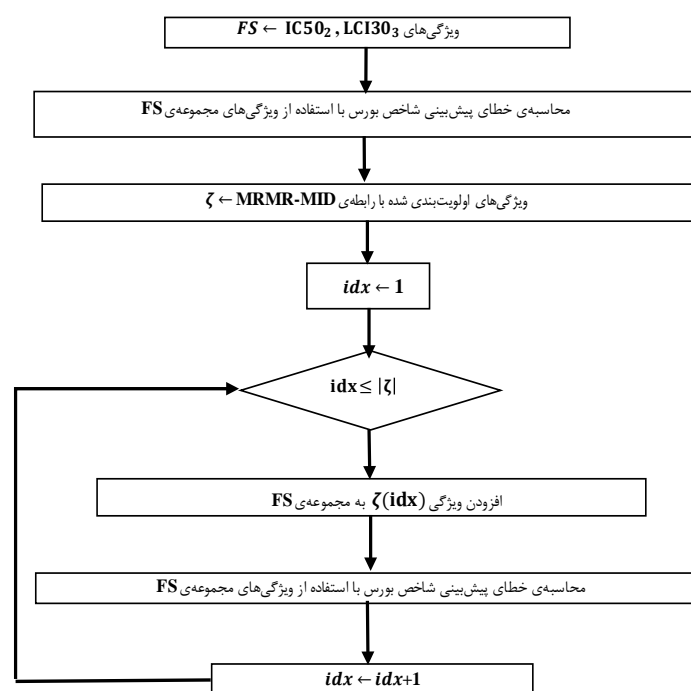 ویژگی‌های FS ← IC50₂ , LCI30₃
محاسبه‌ی خطای پیش‌بینی شاخص بورس با استفاده از ویژگی‌های مجموعه‌ی FS
ویژگی‌های اولویت‌بندی شده با رابطه‌ی ζ ← MRMR-MID
idx ← 1
idx ≤ |ζ|
افزودن ویژگی ζ(idx) به مجموعه‌ی FS
محاسبه‌ی خطای پیش‌بینی شاخص بورس با استفاده از ویژگی‌های مجموعه‌ی FS
idx ← idx+1